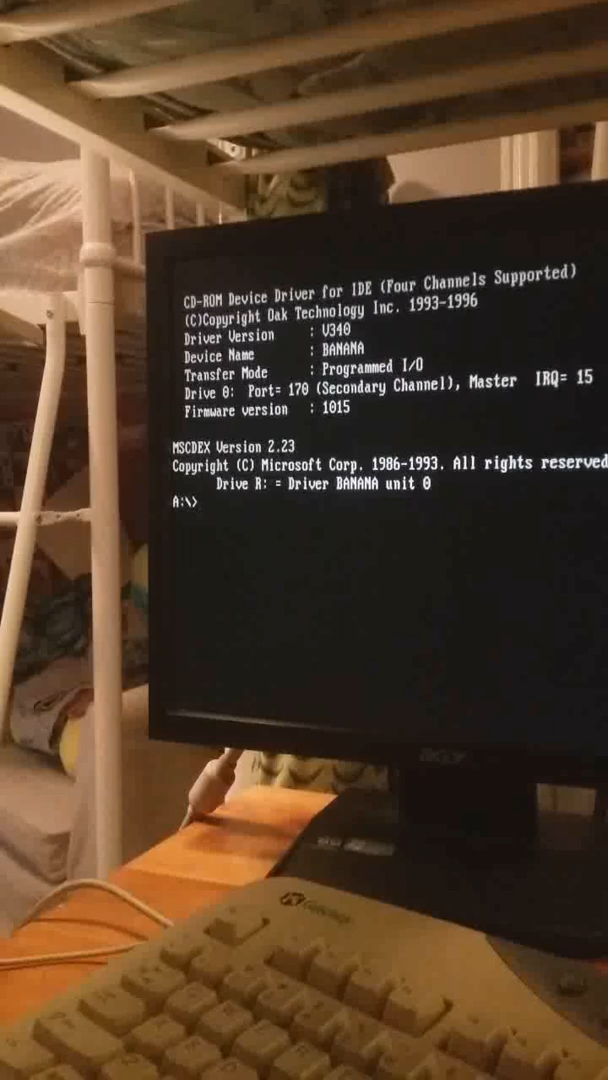 CD-ROM Device Driver for IDE (Four Channels Supported)
(C)Copyright Oak Technology Inc. 1993-1996
Driver Version : V340
Device Name : BANANA
Transfer Mode : Programmed I/O
Drive 0: Port= 170 (Secondary Channel), Master IRQ= 15
Firmware version : 1015
MSCDEX Version 2.23
Copyright (C) Microsoft Corp. 1986-1993. All rights reserved
Drive R: = Driver BANANA unit 0
A:\>
acer
Gateway